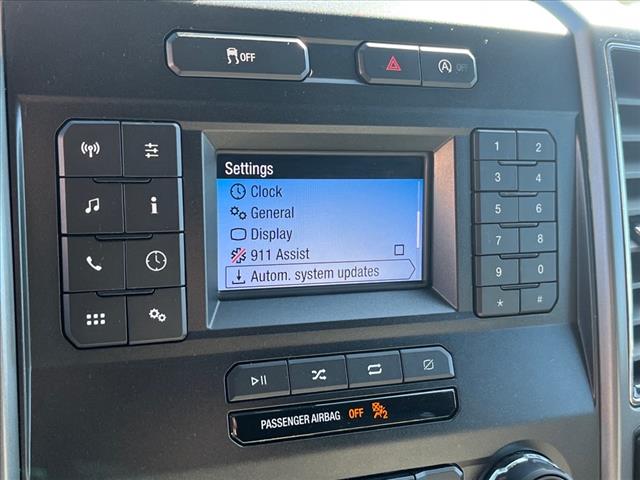 OFF
OFF
Settings
Clock
General
Display
911 Assist
Autom. system updates
1 2
3 4
5 6
7 8
9 0
* #
PASSENGER AIRBAG OFF 2